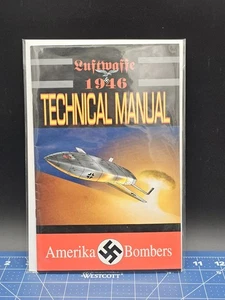 Luftwaffe
1946
TECHNICAL MANUAL
Amerika Bombers
WESTCOTT